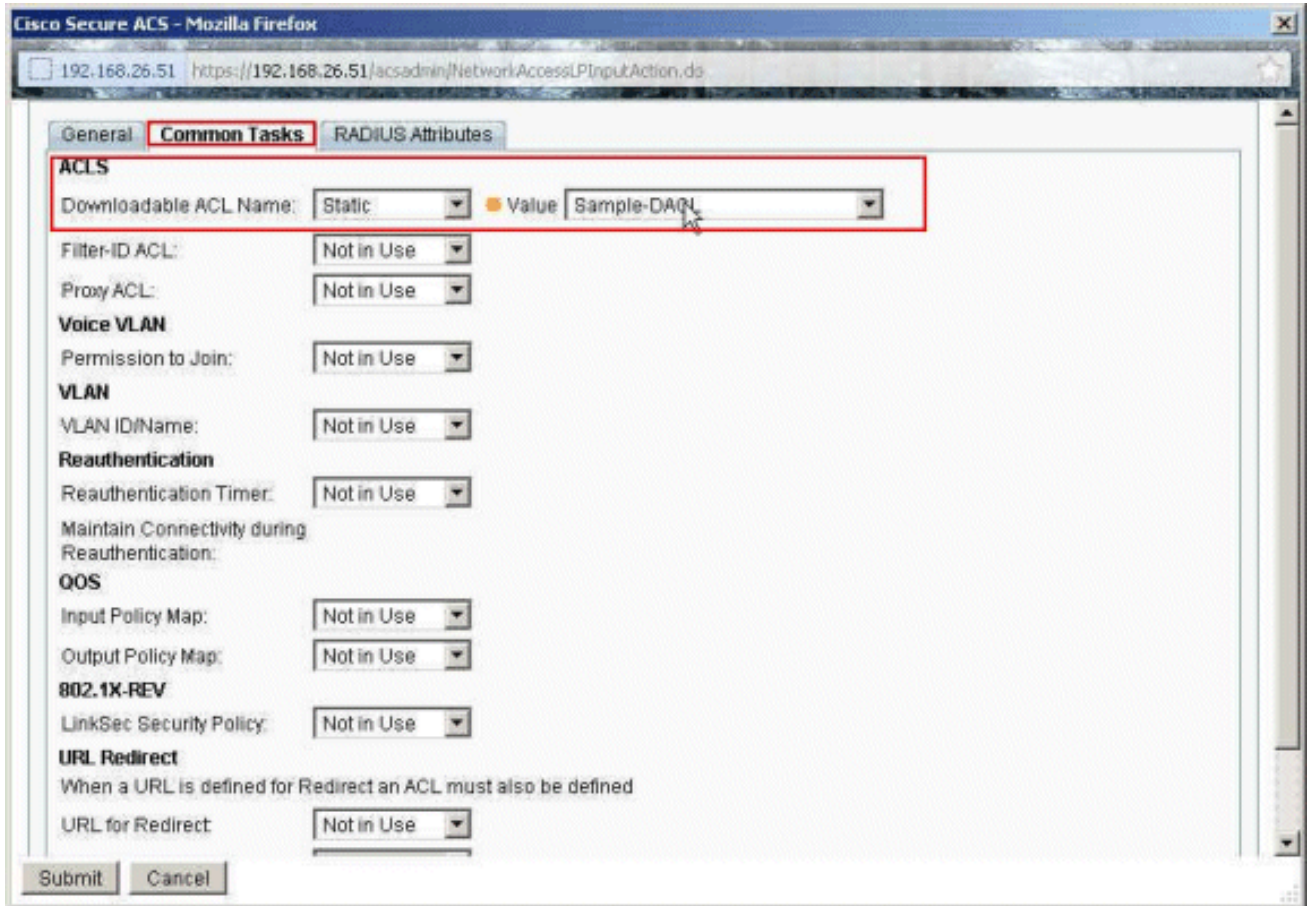 Cisco Secure ACS - Mozilla Firefox
192.168.26.51 https://192.168.26.51/acsadmin/NetworkAccessLPInputAction.do
General Common Tasks RADIUS Attributes
ACLS
Downloadable ACL Name: Static Value Sample-DACL
Filter-ID ACL: Not in Use
Proxy ACL: Not in Use
Voice VLAN
Permission to Join: Not in Use
VLAN
VLAN ID/Name: Not in Use
Reauthentication
Reauthentication Timer: Not in Use
Maintain Connectivity during
Reauthentication:
QOS
Input Policy Map: Not in Use
Output Policy Map: Not in Use
802.1X-REV
LinkSec Security Policy: Not in Use
URL Redirect
When a URL is defined for Redirect an ACL must also be defined
URL for Redirect: Not in Use
Submit Cancel